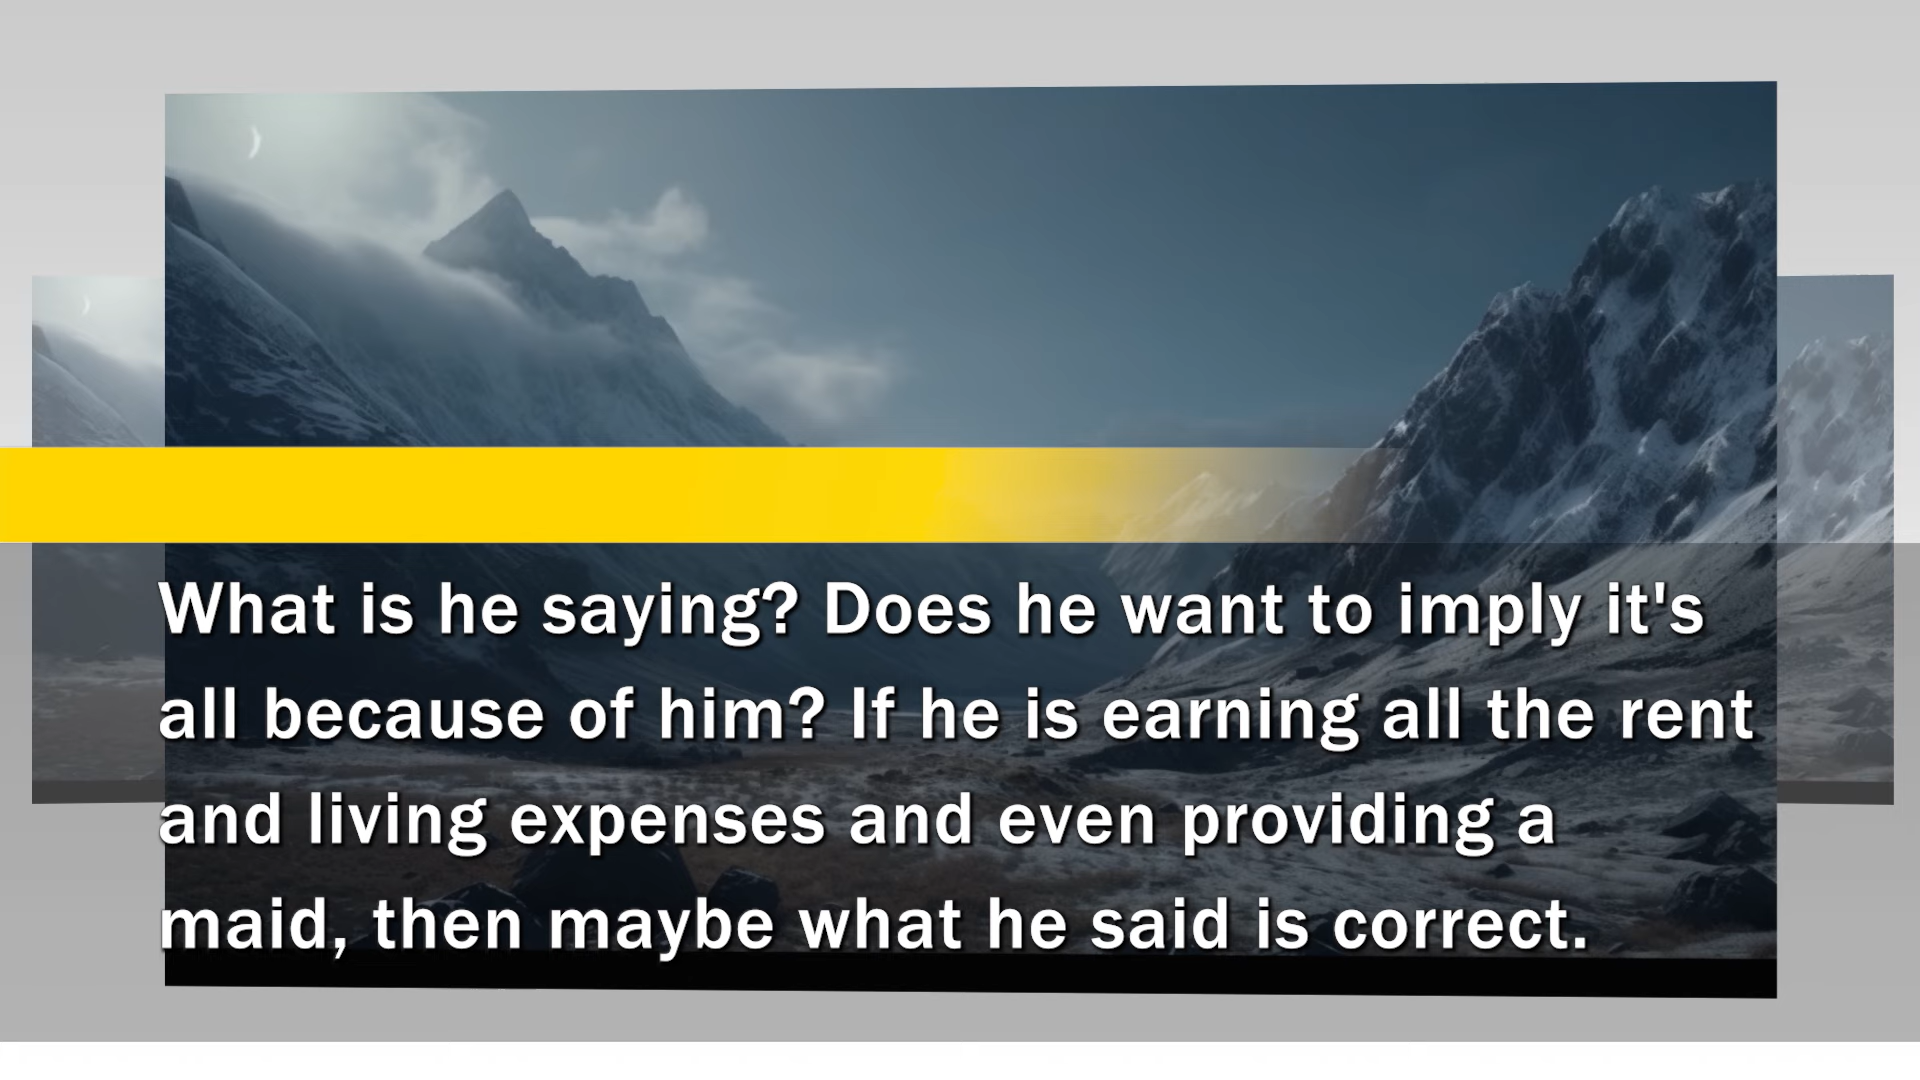 What is he saying? Does he want to imply it's
all because of him? If he is earning all the rent
and living expenses and even providing a
maid, then maybe what he said is correct.